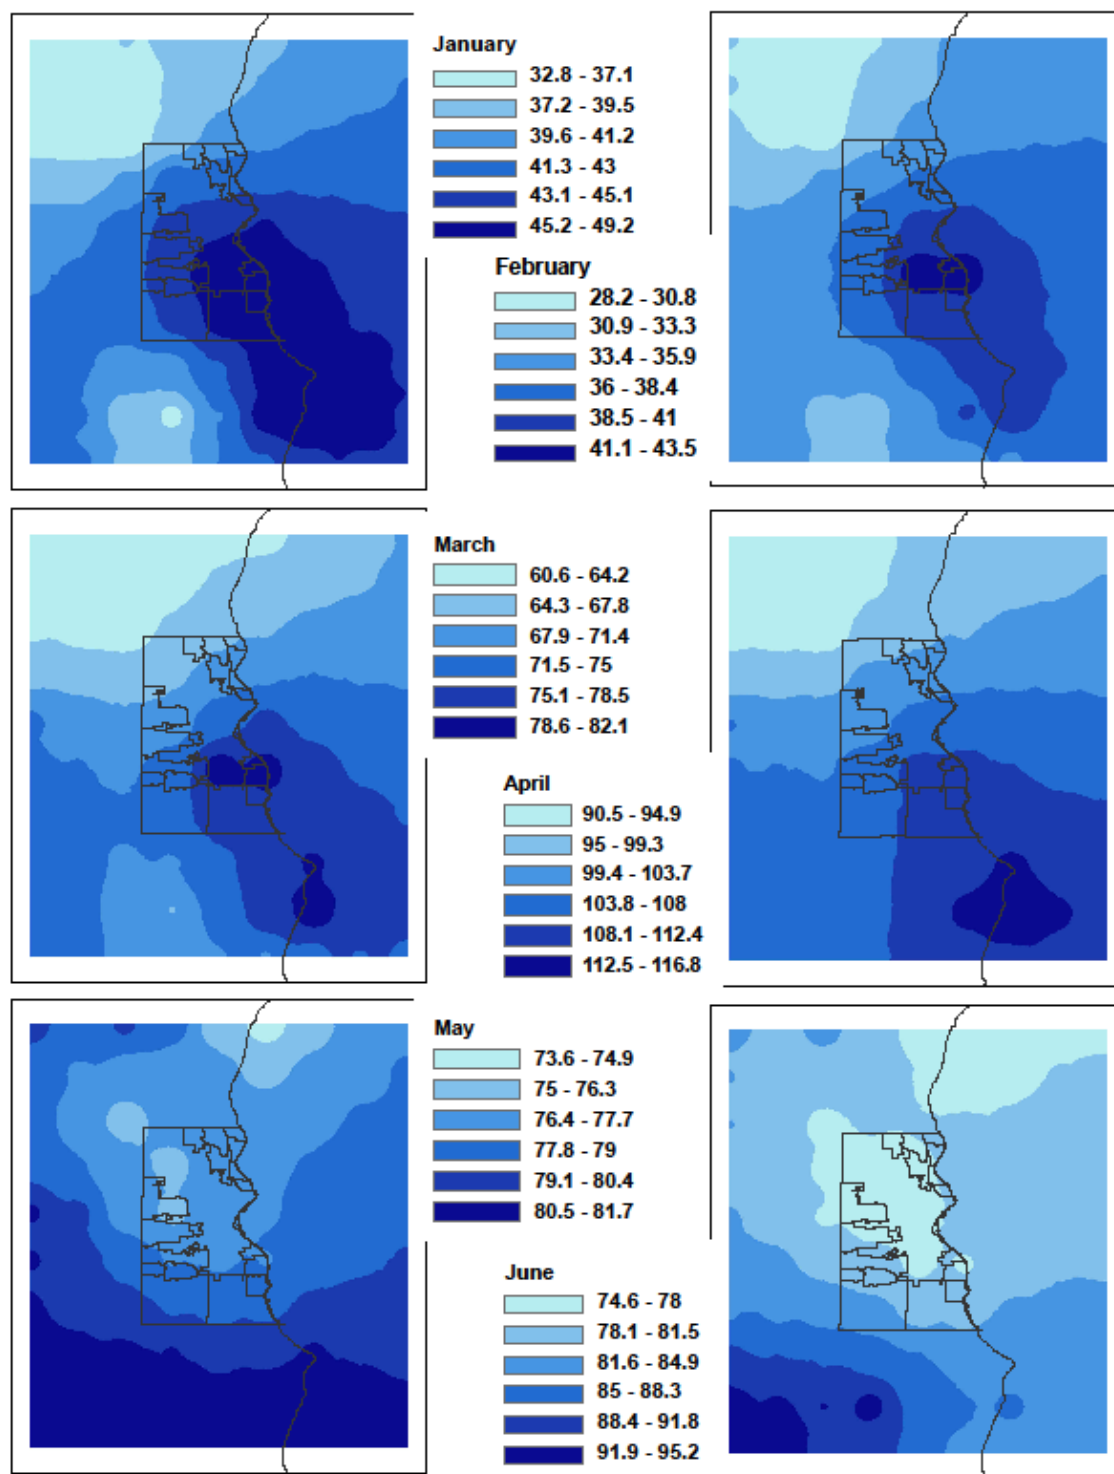 January
32.8 - 37.1
37.2 - 39.5
39.6 - 41.2
41.3 - 43
43.1 - 45.1
45.2 - 49.2
February
28.2 - 30.8
30.9 - 33.3
33.4 - 35.9
36 - 38.4
38.5 - 41
41.1 - 43.5
March
60.6 - 64.2
64.3 - 67.8
67.9 - 71.4
71.5 - 75
75.1 - 78.5
78.6 - 82.1
April
90.5 - 94.9
95 - 99.3
99.4 - 103.7
103.8 - 108
108.1 - 112.4
112.5 - 116.8
May
73.6 - 74.9
75 - 76.3
76.4 - 77.7
77.8 - 79
79.1 - 80.4
80.5 - 81.7
June
74.6 - 78
78.1 - 81.5
81.6 - 84.9
85 - 88.3
88.4 - 91.8
91.9 - 95.2